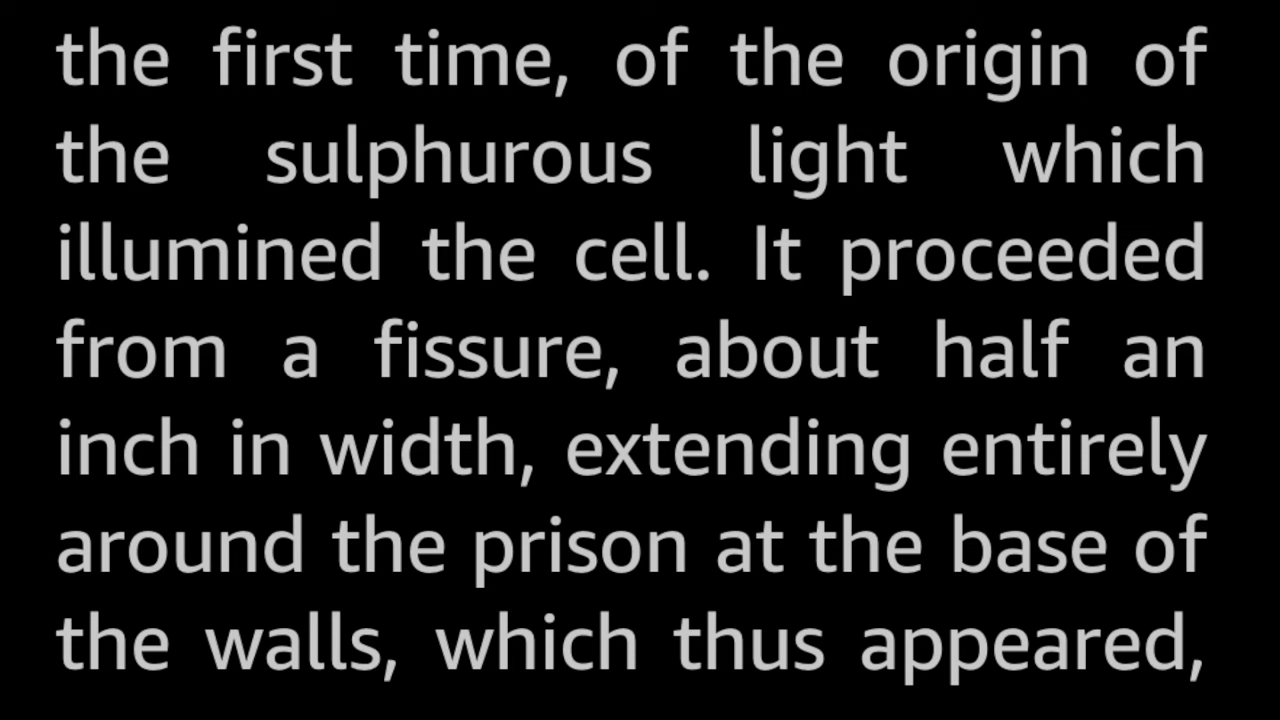 the first time, of the origin of
the sulphurous light which
illumined the cell. It proceeded
from a fissure, about half an
inch in width, extending entirely
around the prison at the base of
the walls, which thus appeared,